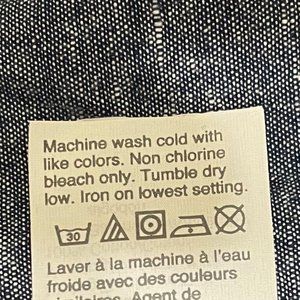 Machine wash cold with
like colors. Non chlorine
bleach only. Tumble dry
low. Iron on lowest setting.
30
Laver à la machine à l'eau
froide avec des couleurs
similaires. Agent de